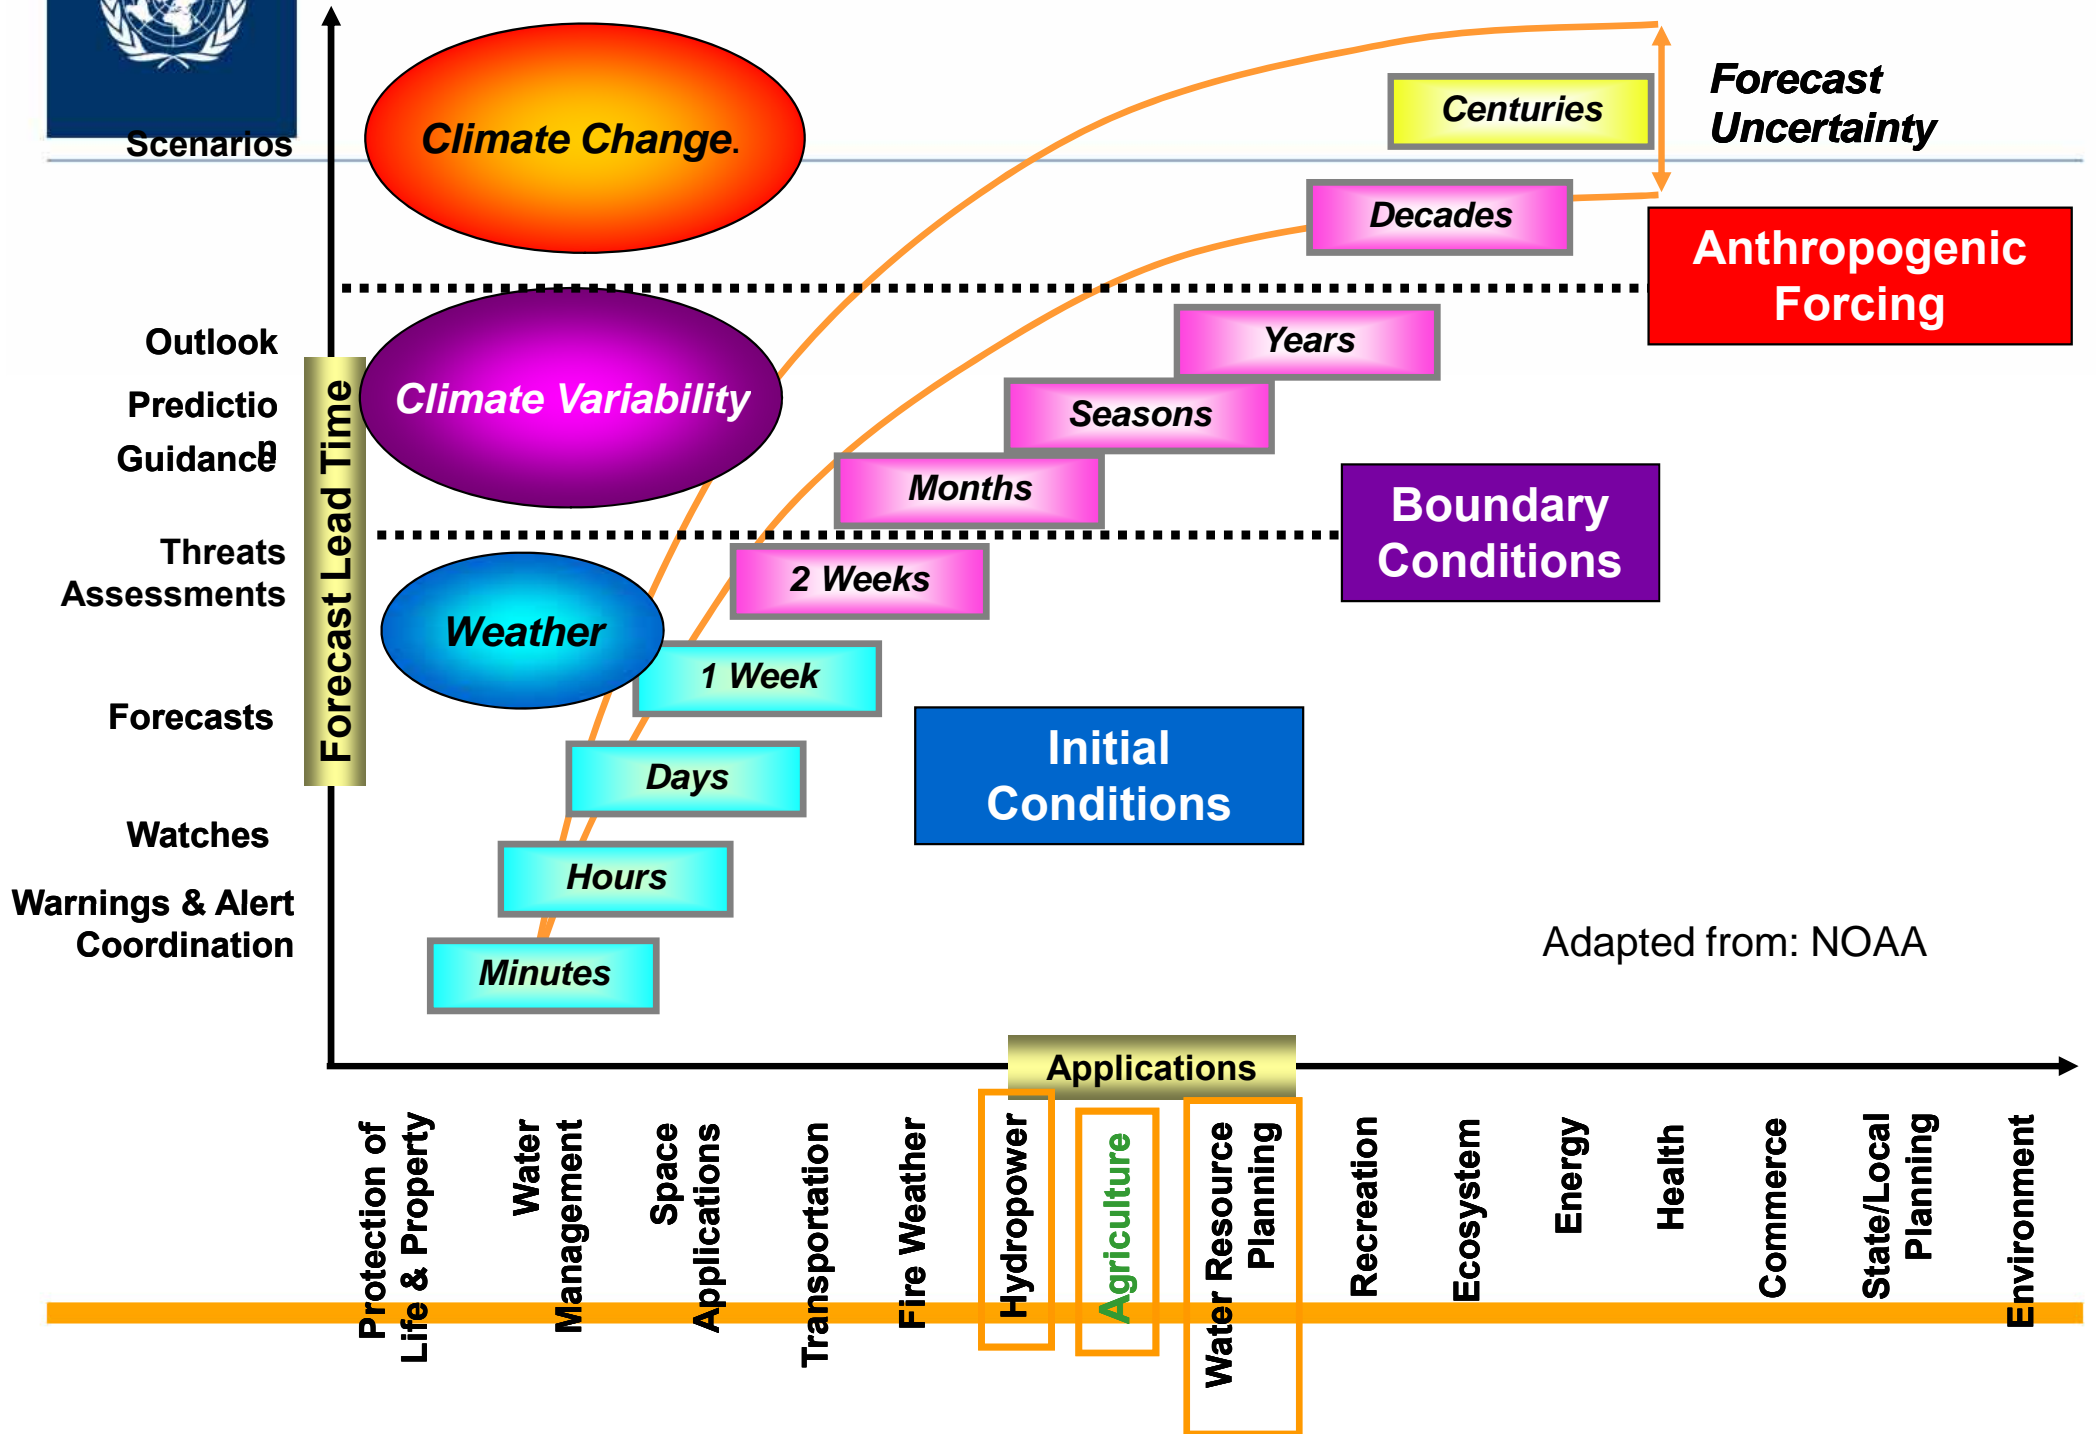 Scenarios
Climate Change.
Centuries
Forecast
Uncertainty
Decades
Anthropogenic
Forcing
Outlook
Predictio
n
Guidance
Forecast Lead Time
Climate Variability
Years
Seasons
Months
Boundary
Conditions
Threats
Assessments
2 Weeks
Weather
1 Week
Forecasts
Initial
Conditions
Days
Watches
Hours
Warnings & Alert
Coordination
Minutes
Adapted from: NOAA
Applications
Protection of
Life & Property
Water
Management
Space
Applications
Transportation
Fire Weather
Hydropower
Agriculture
Water Resource
Planning
Recreation
Ecosystem
Energy
Health
Commerce
State/Local
Planning
Environment